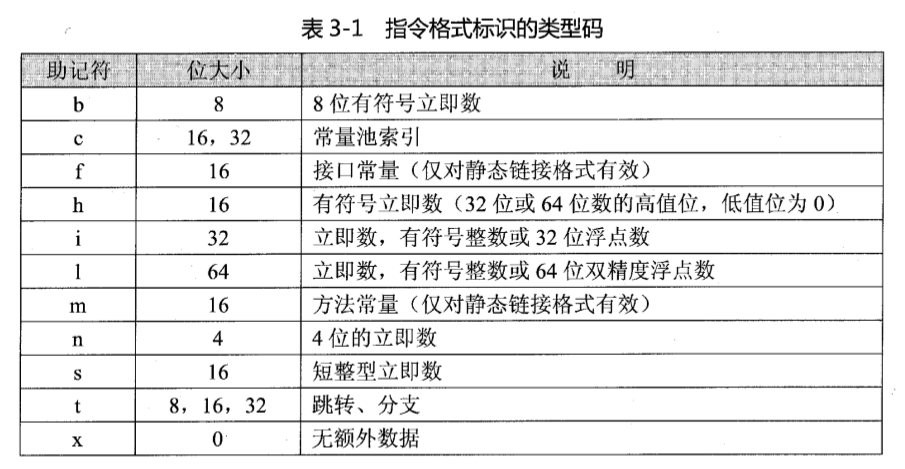 表 3-1 指令格式标识的类型码
助记符 位大小 说 明
b 8 8 位有符号立即数
c 16，32 常量池索引
f 16 接口常量（仅对静态链接格式有效）
h 16 有符号立即数（32 位或 64 位数的高值位，低值位为 0）
i 32 立即数，有符号整数或 32 位浮点数
l 64 立即数，有符号整数或 64 位双精度浮点数
m 16 方法常量（仅对静态链接格式有效）
n 4 4 位的立即数
s 16 短整型立即数
t 8，16，32 跳转、分支
x 0 无额外数据